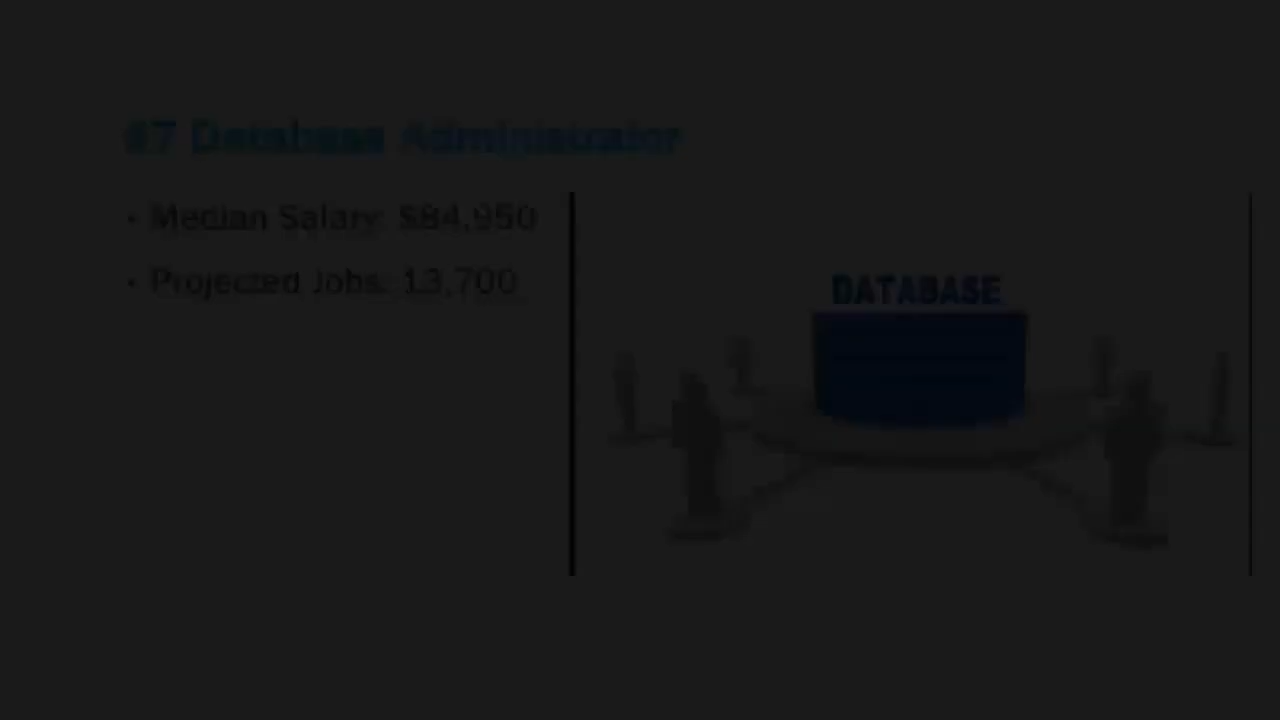 #7 Database Administrator
• Median Salary: $84,950
• Projected Jobs: 13,700
DATABASE